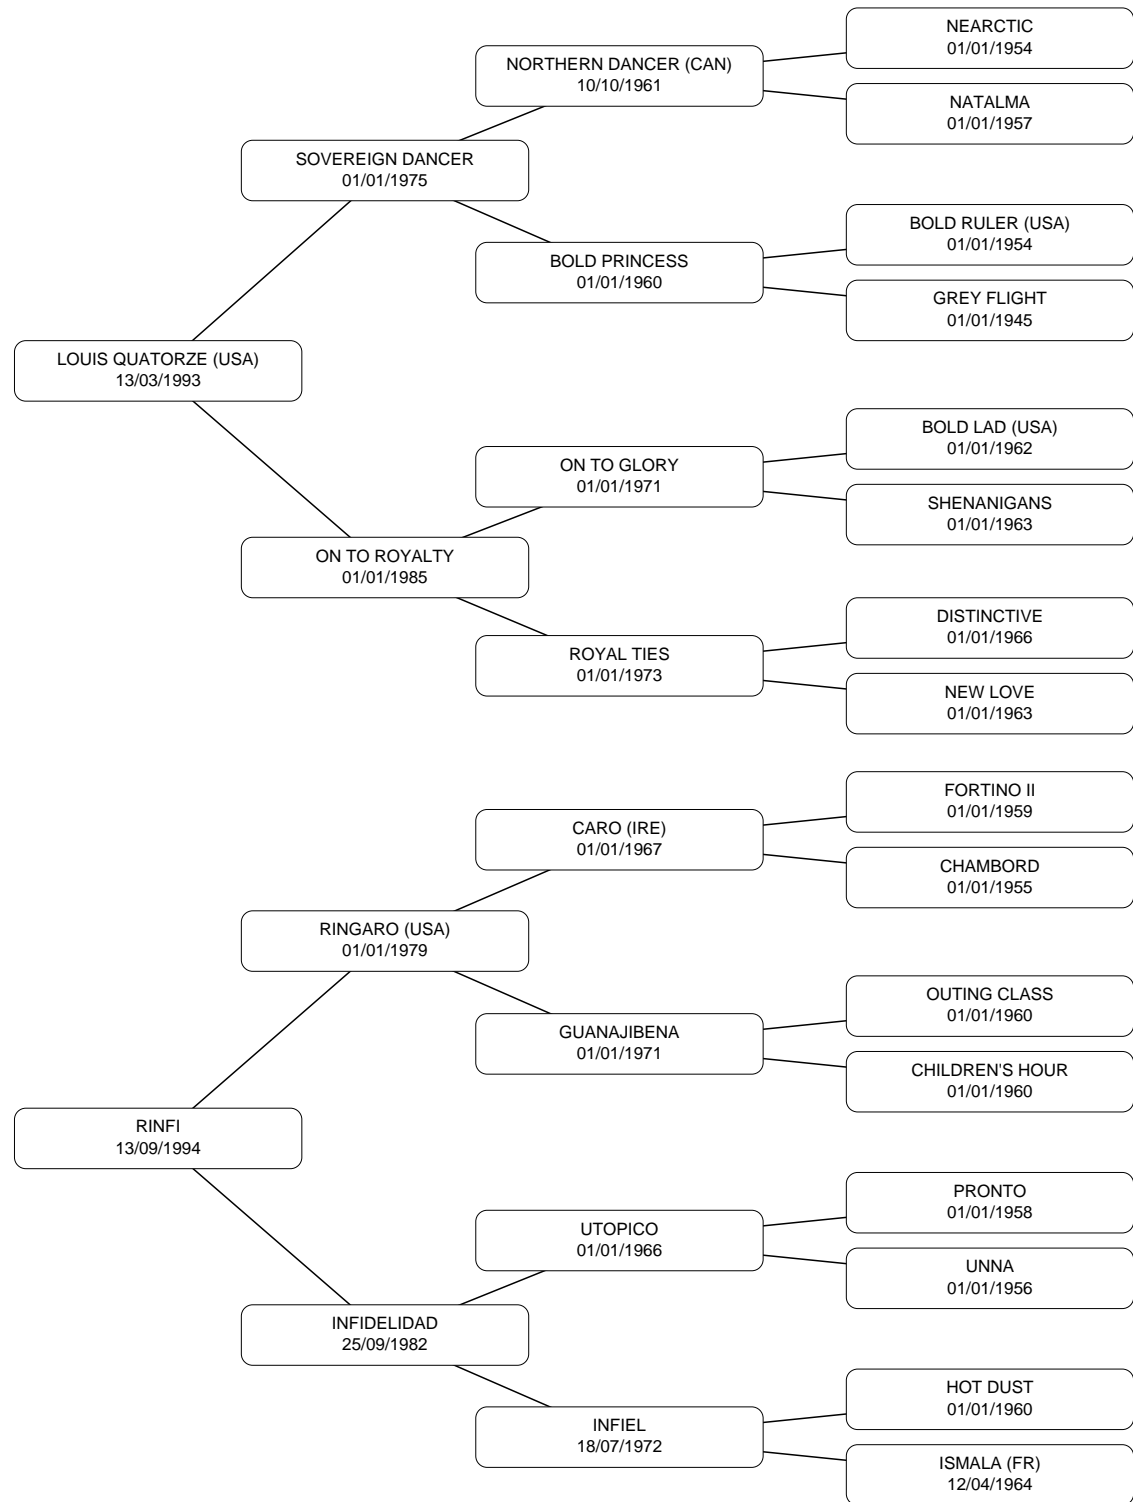 NEARCTIC
01/01/1954
NORTHERN DANCER (CAN)
10/10/1961
NATALMA
01/01/1957
SOVEREIGN DANCER
01/01/1975
BOLD RULER (USA)
01/01/1954
BOLD PRINCESS
01/01/1960
GREY FLIGHT
01/01/1945
LOUIS QUATORZE (USA)
13/03/1993
BOLD LAD (USA)
01/01/1962
ON TO GLORY
01/01/1971
SHENANIGANS
01/01/1963
ON TO ROYALTY
01/01/1985
DISTINCTIVE
01/01/1966
ROYAL TIES
01/01/1973
NEW LOVE
01/01/1963
FORTINO II
01/01/1959
CARO (IRE)
01/01/1967
CHAMBORD
01/01/1955
RINGARO (USA)
01/01/1979
OUTING CLASS
01/01/1960
GUANAJIBENA
01/01/1971
CHILDREN'S HOUR
01/01/1960
RINFI
13/09/1994
PRONTO
01/01/1958
UTOPICO
01/01/1966
UNNA
01/01/1956
INFIDELIDAD
25/09/1982
HOT DUST
01/01/1960
INFIEL
18/07/1972
ISMALA (FR)
12/04/1964